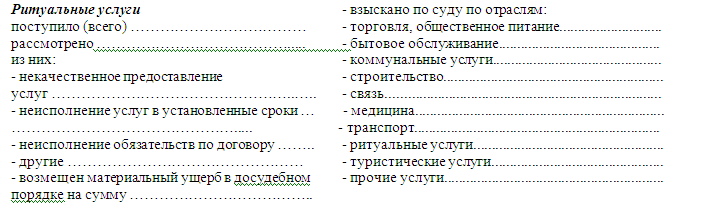 Ритуальные услуги
поступило (всего) ………………………………
рассмотрено
из них:
- некачественное предоставление
услуг ……………………………………………..
- неисполнение услуг в установленные сроки …
…………………………………………..
- неисполнение обязательств по договору ……..
- другие …………………………………………
- возмещен материальный ущерб в досудебном
порядке на сумму ………………………………..
- взыскано по суду по отраслям:
- торговля, общественное питание..........................
- бытовое обслуживание........................................
- коммунальные услуги..........................................
- строительство......................................................
- связь....................................................................
- медицина.............................................................
- транспорт............................................................
- ритуальные услуги...............................................
- туристические услуги..........................................
- прочие услуги.....................................................